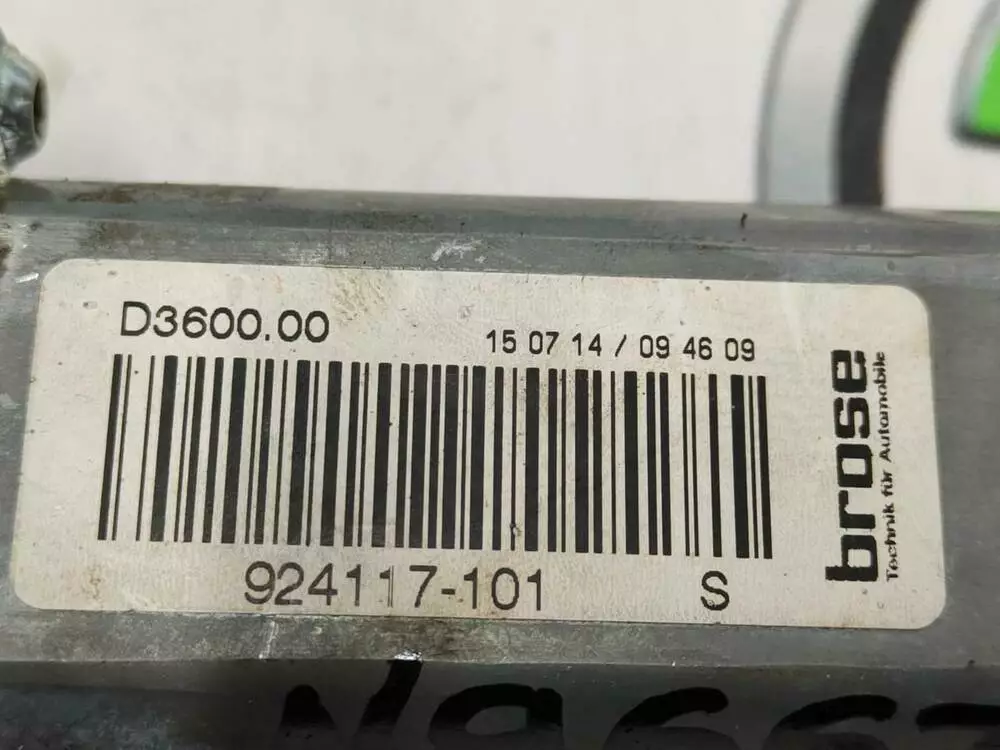 D3600.00
15 07 14 / 09 46 09
924117-101
S
brose
Technik für Automobile